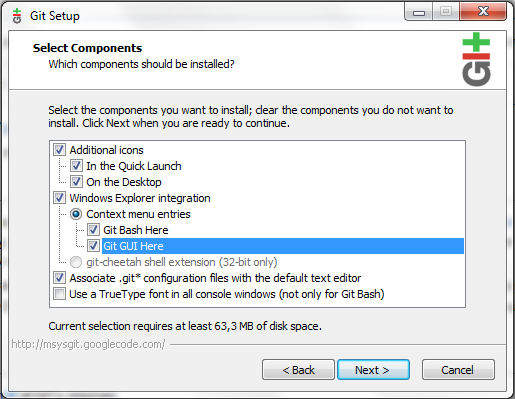 Git Setup
Select Components
Which components should be installed?
Git
Select the components you want to install; clear the components you do not want to
install. Click Next when you are ready to continue.
Additional icons
In the Quick Launch
On the Desktop
Windows Explorer integration
Context menu entries
Git Bash Here
Git GUI Here
git-cheetah shell extension (32-bit only)
Associate .git* configuration files with the default text editor
Use a TrueType font in all console windows (not only for Git Bash)
Current selection requires at least 63,3 MB of disk space.
http://msysgit.googlecode.com/
< Back
Next >
Cancel